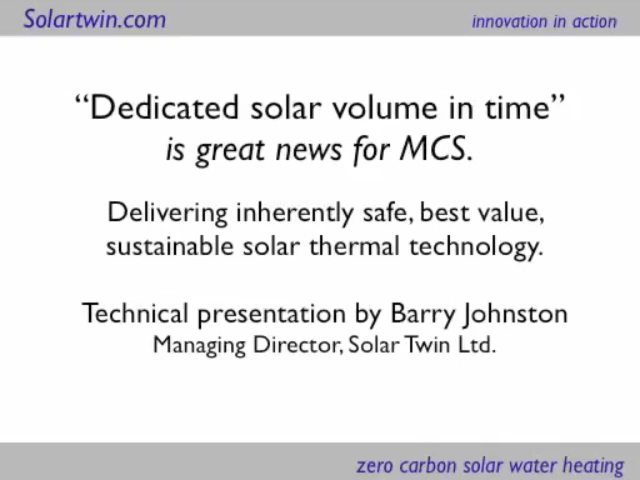 Solartwin.com
innovation in action
“Dedicated solar volume in time”
is great news for MCS.
Delivering inherently safe, best value,
sustainable solar thermal technology.
Technical presentation by Barry Johnston
Managing Director, Solar Twin Ltd.
zero carbon solar water heating